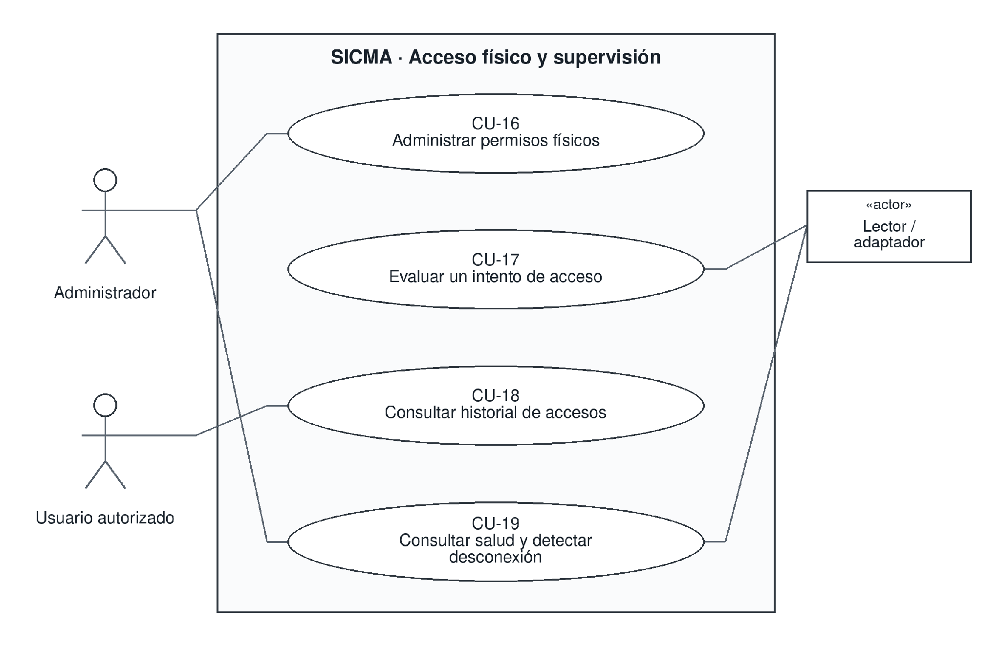 SICMA · Acceso físico y supervisión
CU-16
Administrar permisos físicos
«actor»
Lector /
adaptador
CU-17
Evaluar un intento de acceso
Administrador
CU-18
Consultar historial de accesos
Usuario autorizado
CU-19
Consultar salud y detectar
desconexión